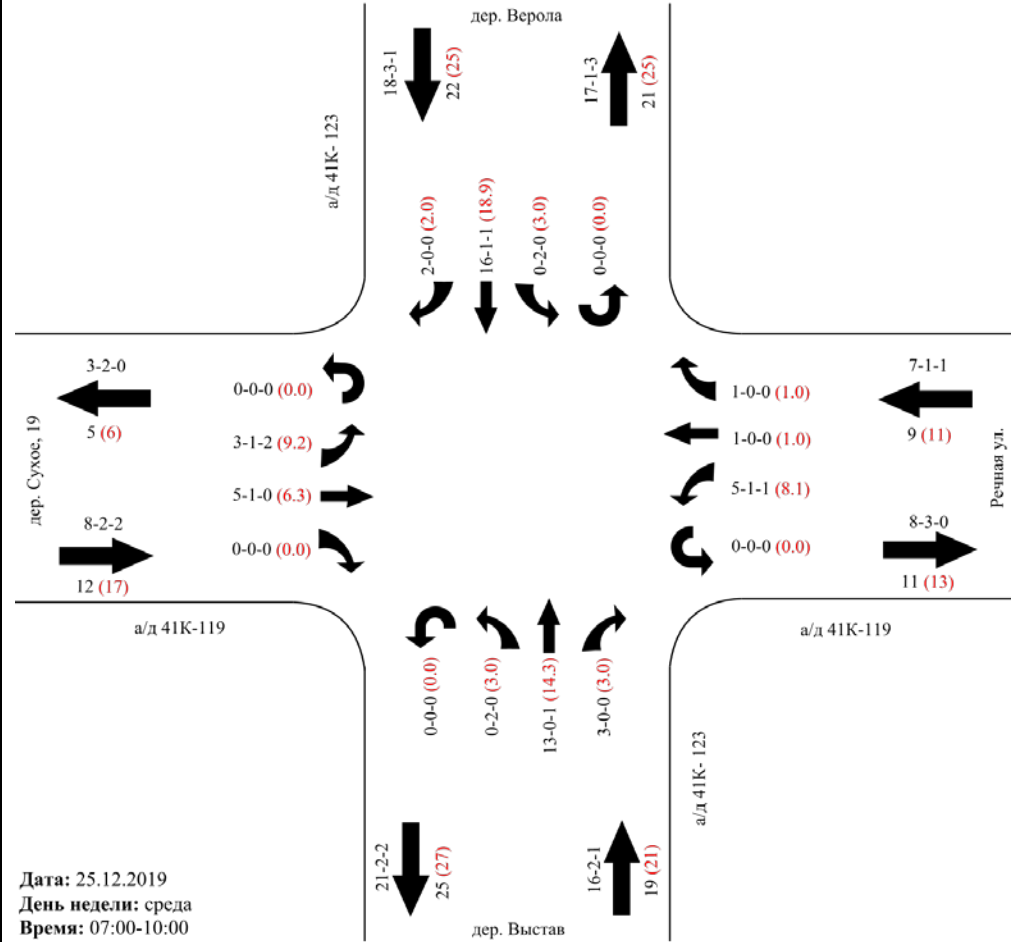 дер. Верола
18-3-1
22 (25)
17-1-3
21 (25)
а/д 41К- 123
2-0-0 (2.0)
16-1-1 (18.9)
0-2-0 (3.0)
0-0-0 (0.0)
3-2-0
5 (6)
дер. Сухое, 19
8-2-2
12 (17)
а/д 41К-119
0-0-0 (0.0)
3-1-2 (9.2)
5-1-0 (6.3)
0-0-0 (0.0)
1-0-0 (1.0)
1-0-0 (1.0)
5-1-1 (8.1)
0-0-0 (0.0)
7-1-1
9 (11)
Речная ул.
8-3-0
11 (13)
а/д 41К-119
0-0-0 (0.0)
0-2-0 (3.0)
13-0-1 (14.3)
3-0-0 (3.0)
а/д 41К- 123
21-2-2
25 (27)
16-2-1
19 (21)
дер. Выстав
Дата: 25.12.2019
День недели: среда
Время: 07:00-10:00